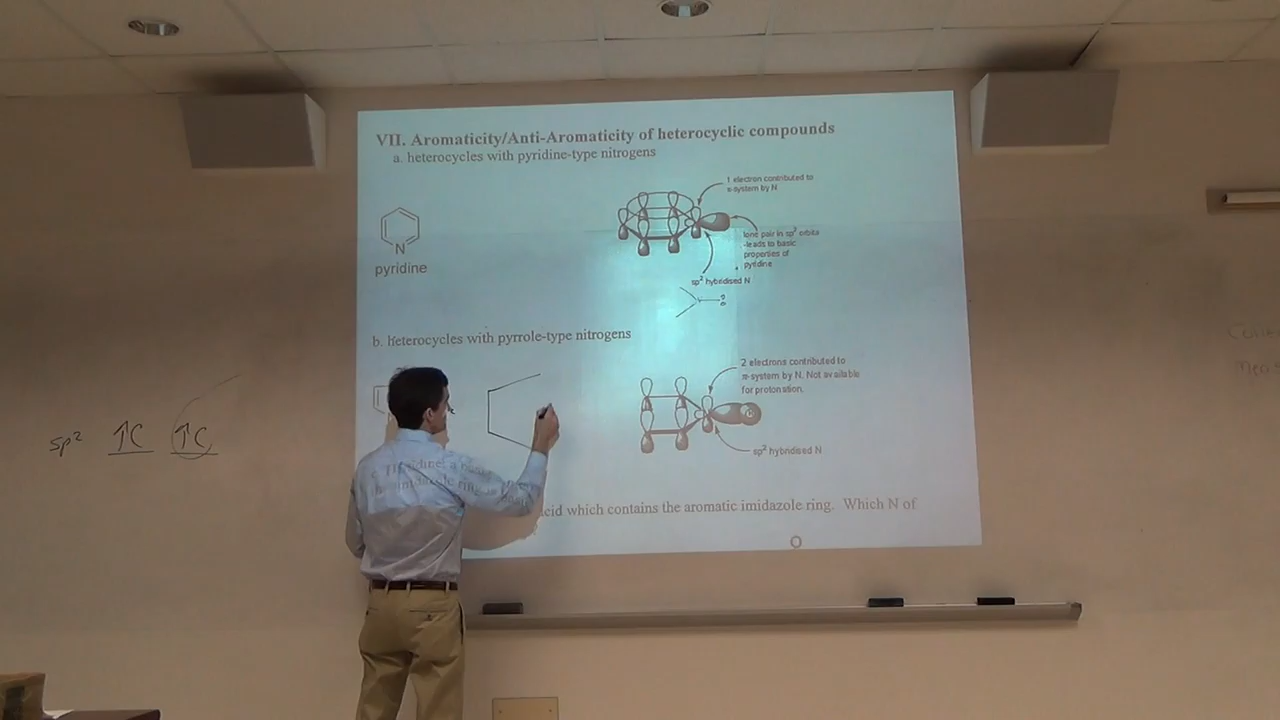 VII. Aromaticity/Anti-Aromaticity of heterocyclic compounds
a. heterocycles with pyridine-type nitrogens
1 electron contributed to
π-system by N
N
pyridine
lone pair in sp² orbita
-leads to basic
properties of
pyridine
sp² hybridised N
b. heterocycles with pyrrole-type nitrogens
2 electrons contributed to
π-system by N. Not available
for protonation.
sp² hybridised N
sp²
cid which contains the aromatic imidazole ring. Which N of
O